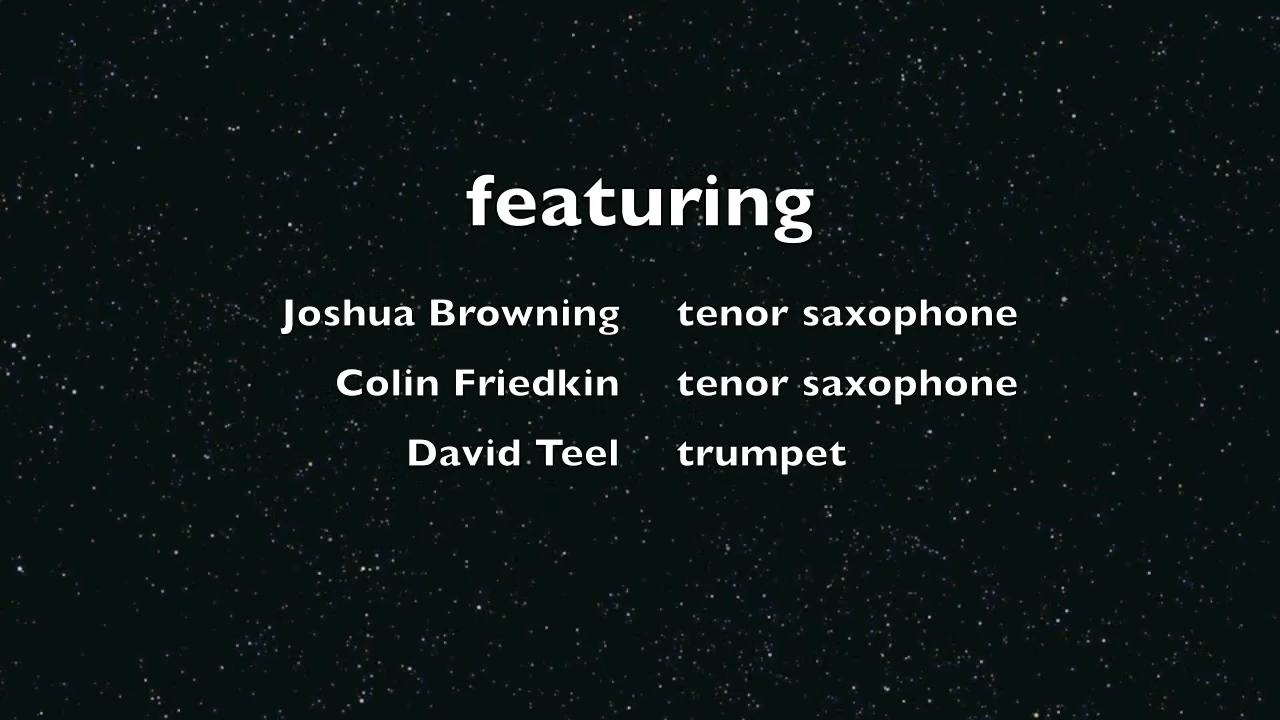 featuring
Joshua Browning tenor saxophone
Colin Friedkin tenor saxophone
David Teel trumpet